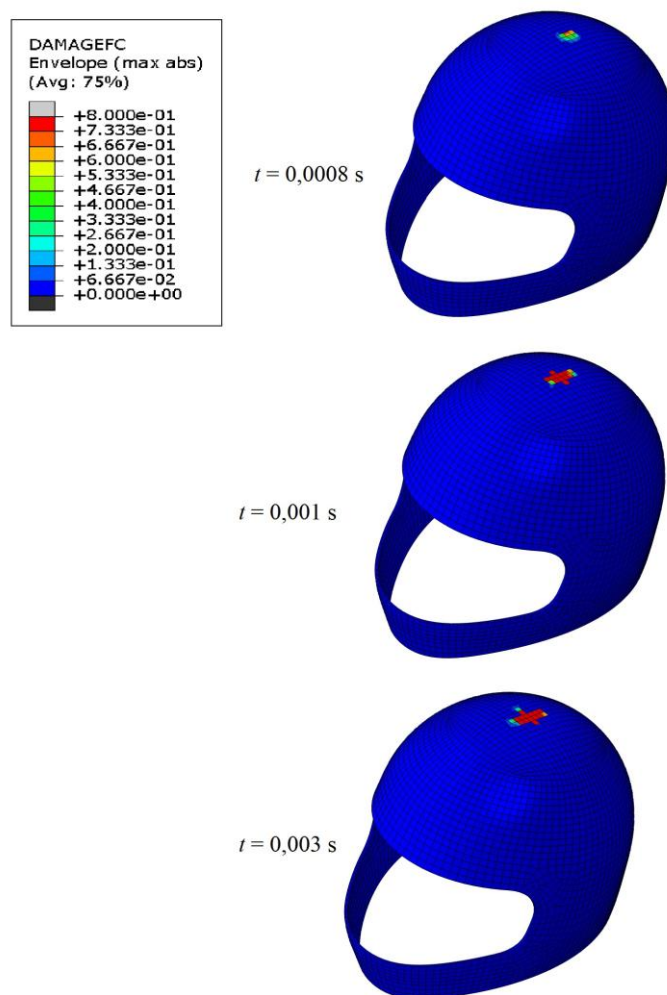 DAMAGEFC
Envelope (max abs)
(Avg: 75%)
+8.000e-01
+7.333e-01
+6.667e-01
+6.000e-01
+5.333e-01
+4.667e-01
+4.000e-01
+3.333e-01
+2.667e-01
+2.000e-01
+1.333e-01
+6.667e-02
+0.000e+00
t = 0,0008 s
t = 0,001 s
t = 0,003 s